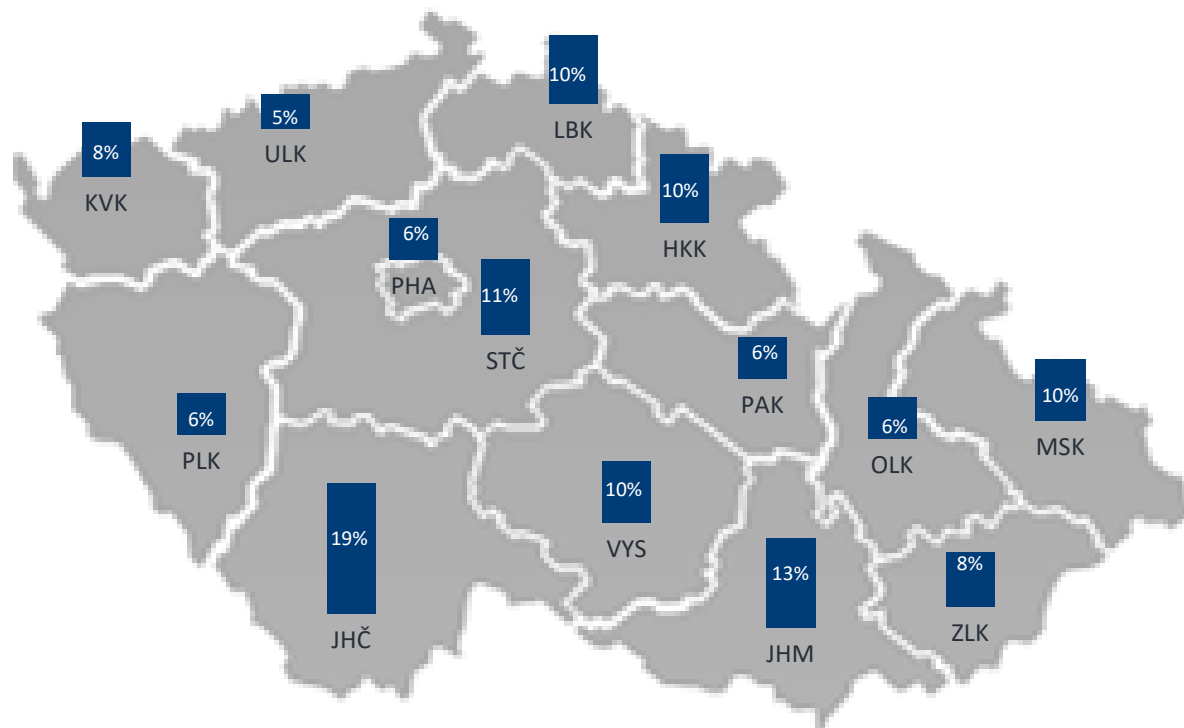 10%
LBK
5%
ULK
8%
KVK
10%
HKK
6%
PHA
11%
STČ
6%
PAK
10%
MSK
6%
PLK
6%
OLK
10%
VYS
19%
JHČ
13%
JHM
8%
ZLK